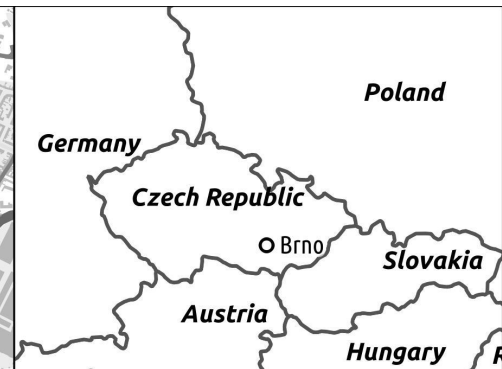 Poland
Germany
Czech Republic
Brno
Slovakia
Austria
Hungary
R